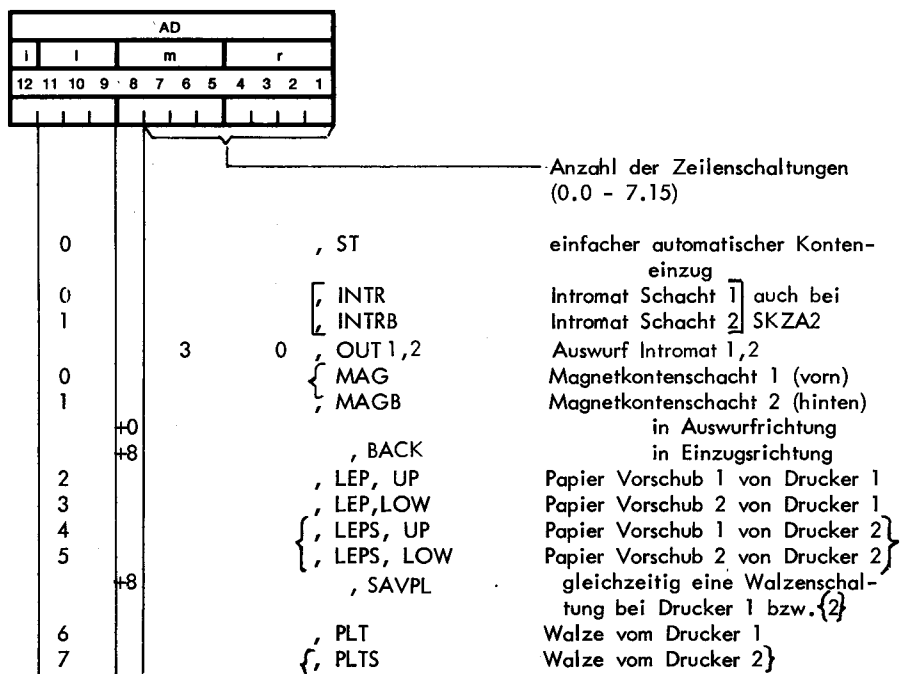 AD
i l m r
12 11 10 9 8 7 6 5 4 3 2 1
Anzahl der Zeilenschaltungen
(0.0 - 7.15)
0 , ST einfacher automatischer Konten-
einzug
0 [, INTR Intromat Schacht 1] auch bei
1 [, INTRB Intromat Schacht 2] SKZA2
3 0 , OUT 1,2 Auswurf Intromat 1,2
0 { MAG Magnetkontenschacht 1 (vorn)
1 , MAGB Magnetkontenschacht 2 (hinten)
+0 in Auswurfrichtung
+8 , BACK in Einzugsrichtung
2 , LEP, UP Papier Vorschub 1 von Drucker 1
3 , LEP,LOW Papier Vorschub 2 von Drucker 1
4 {, LEPS, UP Papier Vorschub 1 von Drucker 2}
5 , LEPS, LOW Papier Vorschub 2 von Drucker 2
+8 , SAVPL gleichzeitig eine Walzenschal-
tung bei Drucker 1 bzw.{2}
6 , PLT Walze vom Drucker 1
7 {, PLTS Walze vom Drucker 2}